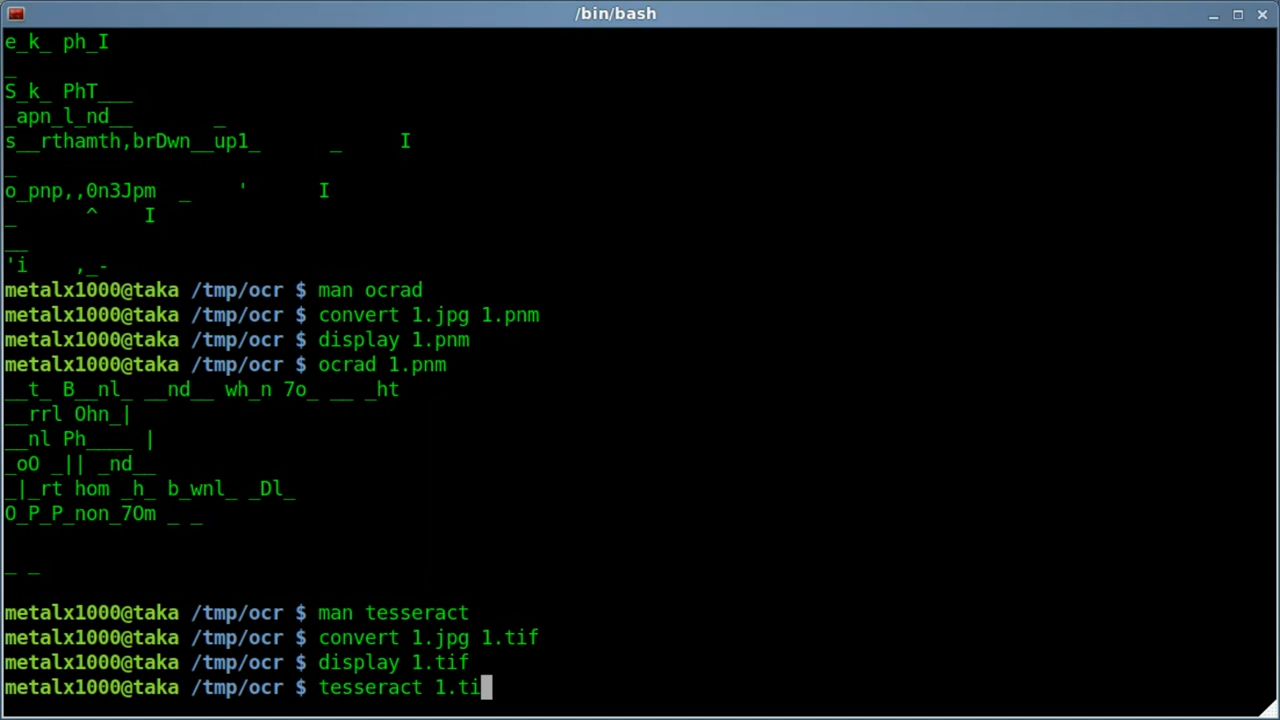 /bin/bash
e_k_ ph_I
_
S_k_ PhT___
_apn_l_nd__ _
s__rthamth,brDwn__up1_ _ I
_
o_pnp,,0n3Jpm _ ' I
_ ^ I
__
'i ,_-
metalx1000@taka /tmp/ocr $ man ocrad
metalx1000@taka /tmp/ocr $ convert 1.jpg 1.pnm
metalx1000@taka /tmp/ocr $ display 1.pnm
metalx1000@taka /tmp/ocr $ ocrad 1.pnm
__t_ B__nl_ __nd__ wh_n 7o_ __ _ht
__rrl Ohn_|
__nl Ph____ |
_oO _|| _nd__
_|_rt hom _h_ b_wnl_ _Dl_
O_P_P_non_7Om _ _
_ _
metalx1000@taka /tmp/ocr $ man tesseract
metalx1000@taka /tmp/ocr $ convert 1.jpg 1.tif
metalx1000@taka /tmp/ocr $ display 1.tif
metalx1000@taka /tmp/ocr $ tesseract 1.ti